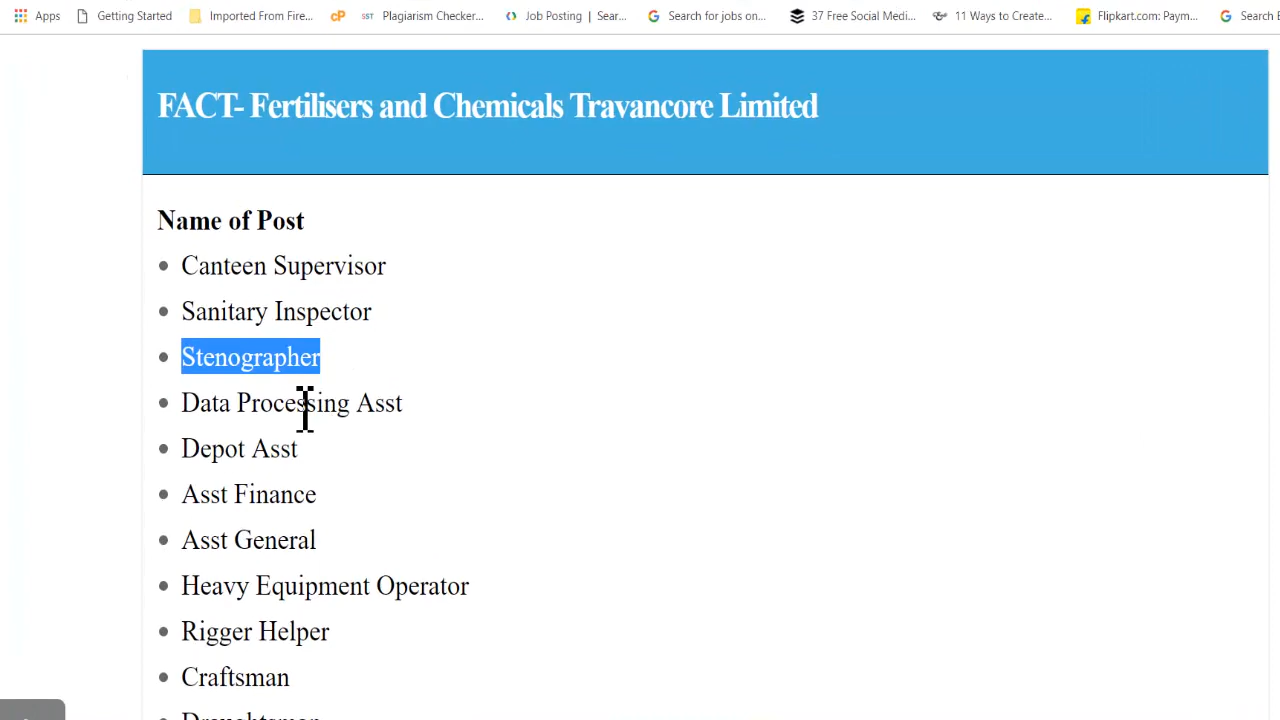 Apps Getting Started Imported From Fire... cP SST Plagiarism Checker... Job Posting | Sear... Search for jobs on... 37 Free Social Medi... 11 Ways to Create... Flipkart.com: Paym... Search E
FACT- Fertilisers and Chemicals Travancore Limited
Name of Post
Canteen Supervisor
Sanitary Inspector
Stenographer
Data Processing Asst
Depot Asst
Asst Finance
Asst General
Heavy Equipment Operator
Rigger Helper
Craftsman